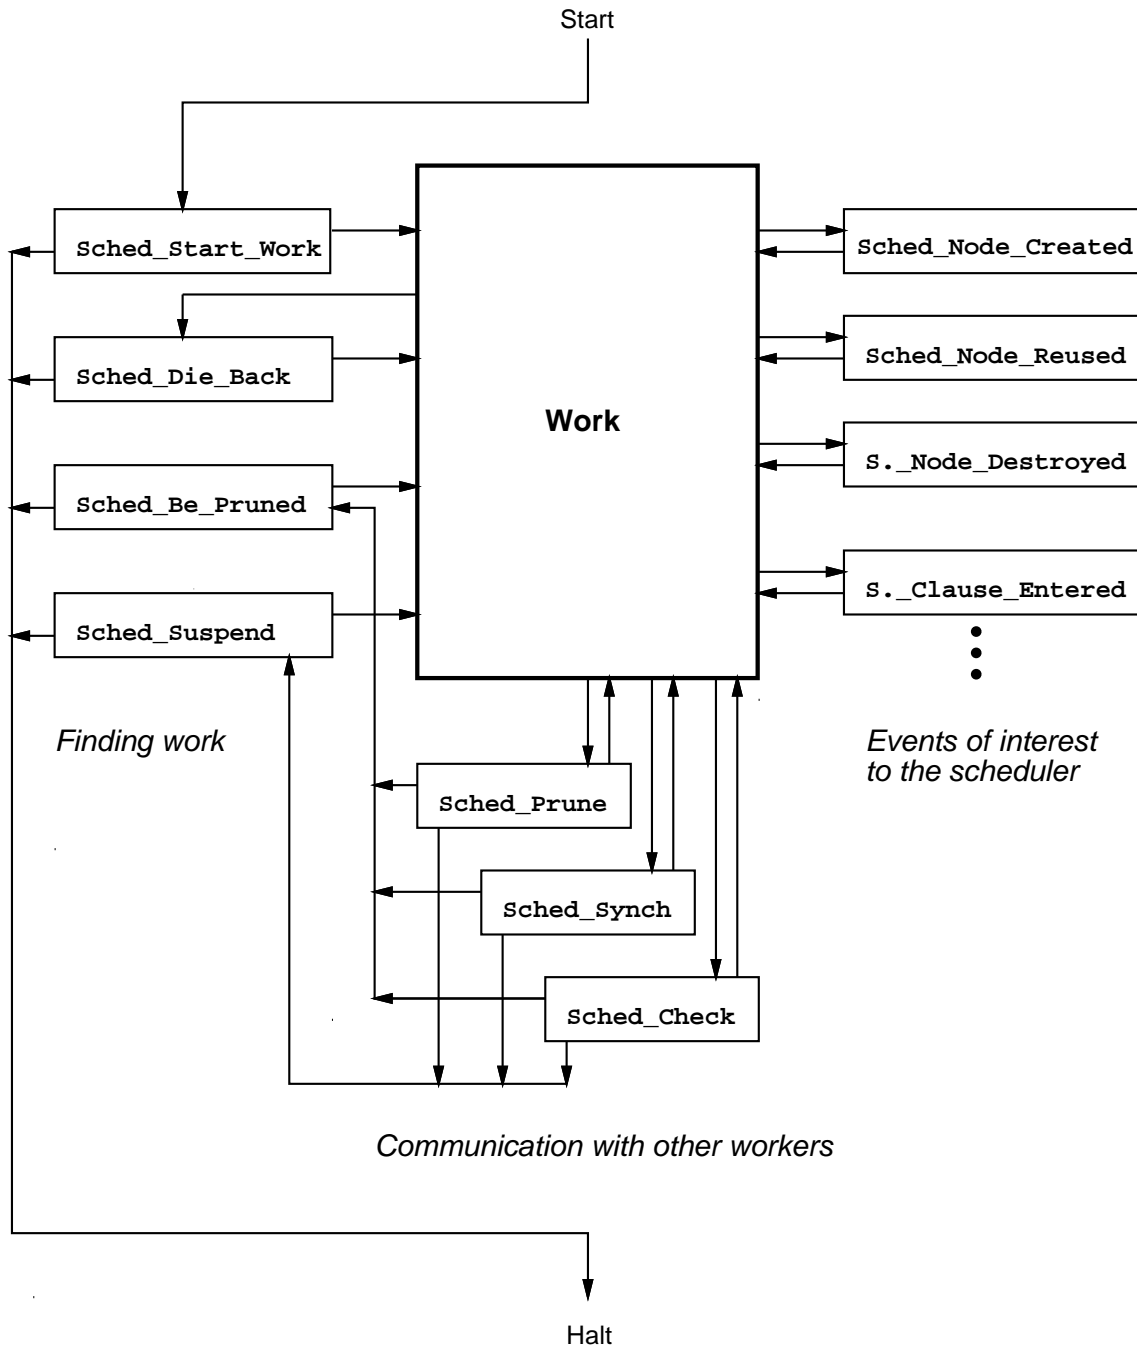 Start
Sched_Start_Work
Sched_Node_Created
Sched_Die_Back
Sched_Node_Reused
Work
S._Node_Destroyed
Sched_Be_Pruned
S._Clause_Entered
Sched_Suspend
Finding work
Events of interest
to the scheduler
Sched_Prune
Sched_Synch
Sched_Check
Communication with other workers
Halt